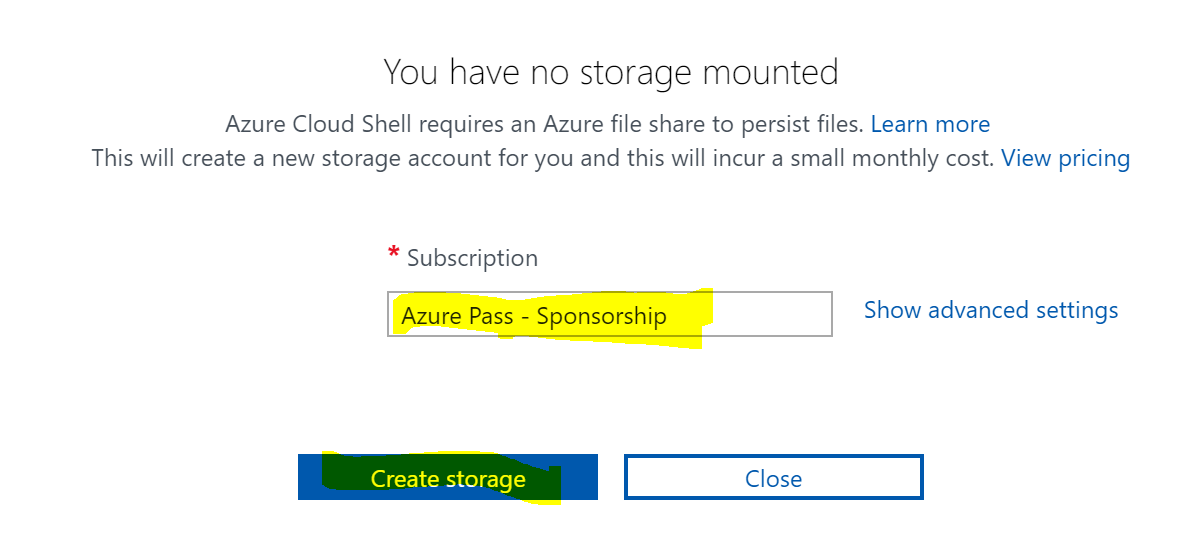 You have no storage mounted
Azure Cloud Shell requires an Azure file share to persist files. Learn more
This will create a new storage account for you and this will incur a small monthly cost. View pricing
* Subscription
Azure Pass - Sponsorship
Show advanced settings
Create storage
Close